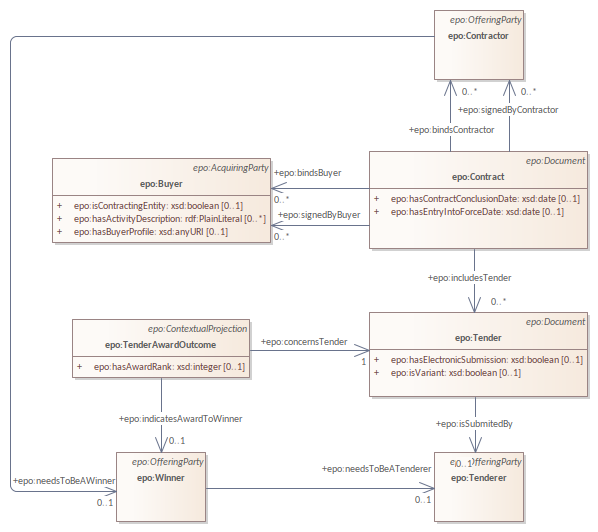 epo:OfferingParty
epo:Contractor
0..*
0..*
+epo:signedByContractor
+epo:bindsContractor
epo:AcquiringParty
epo:Buyer
+ epo:isContractingEntity: xsd:boolean [0..1]
+ epo:hasActivityDescription: rdf:PlainLiteral [0..*]
+ epo:hasBuyerProfile: xsd:anyURI [0..1]
+epo:bindsBuyer
0..*
+epo:signedByBuyer
0..*
epo:Document
epo:Contract
+ epo:hasContractConclusionDate: xsd:date [0..1]
+ epo:hasEntryIntoForceDate: xsd:date [0..1]
+epo:includesTender
0..*
epo:ContextualProjection
epo:TenderAwardOutcome
+ epo:hasAwardRank: xsd:integer [0..1]
+epo:concernsTender
1
epo:Document
epo:Tender
+ epo:hasElectronicSubmission: xsd:boolean [0..1]
+ epo:isVariant: xsd:boolean [0..1]
+epo:indicatesAwardToWinner
0..1
+epo:isSubmitedBy
0..1
+epo:needsToBeAWinner
0..1
epo:OfferingParty
epo:Winner
+epo:needsToBeATenderer
0..1
OfferingParty
epo:Tenderer